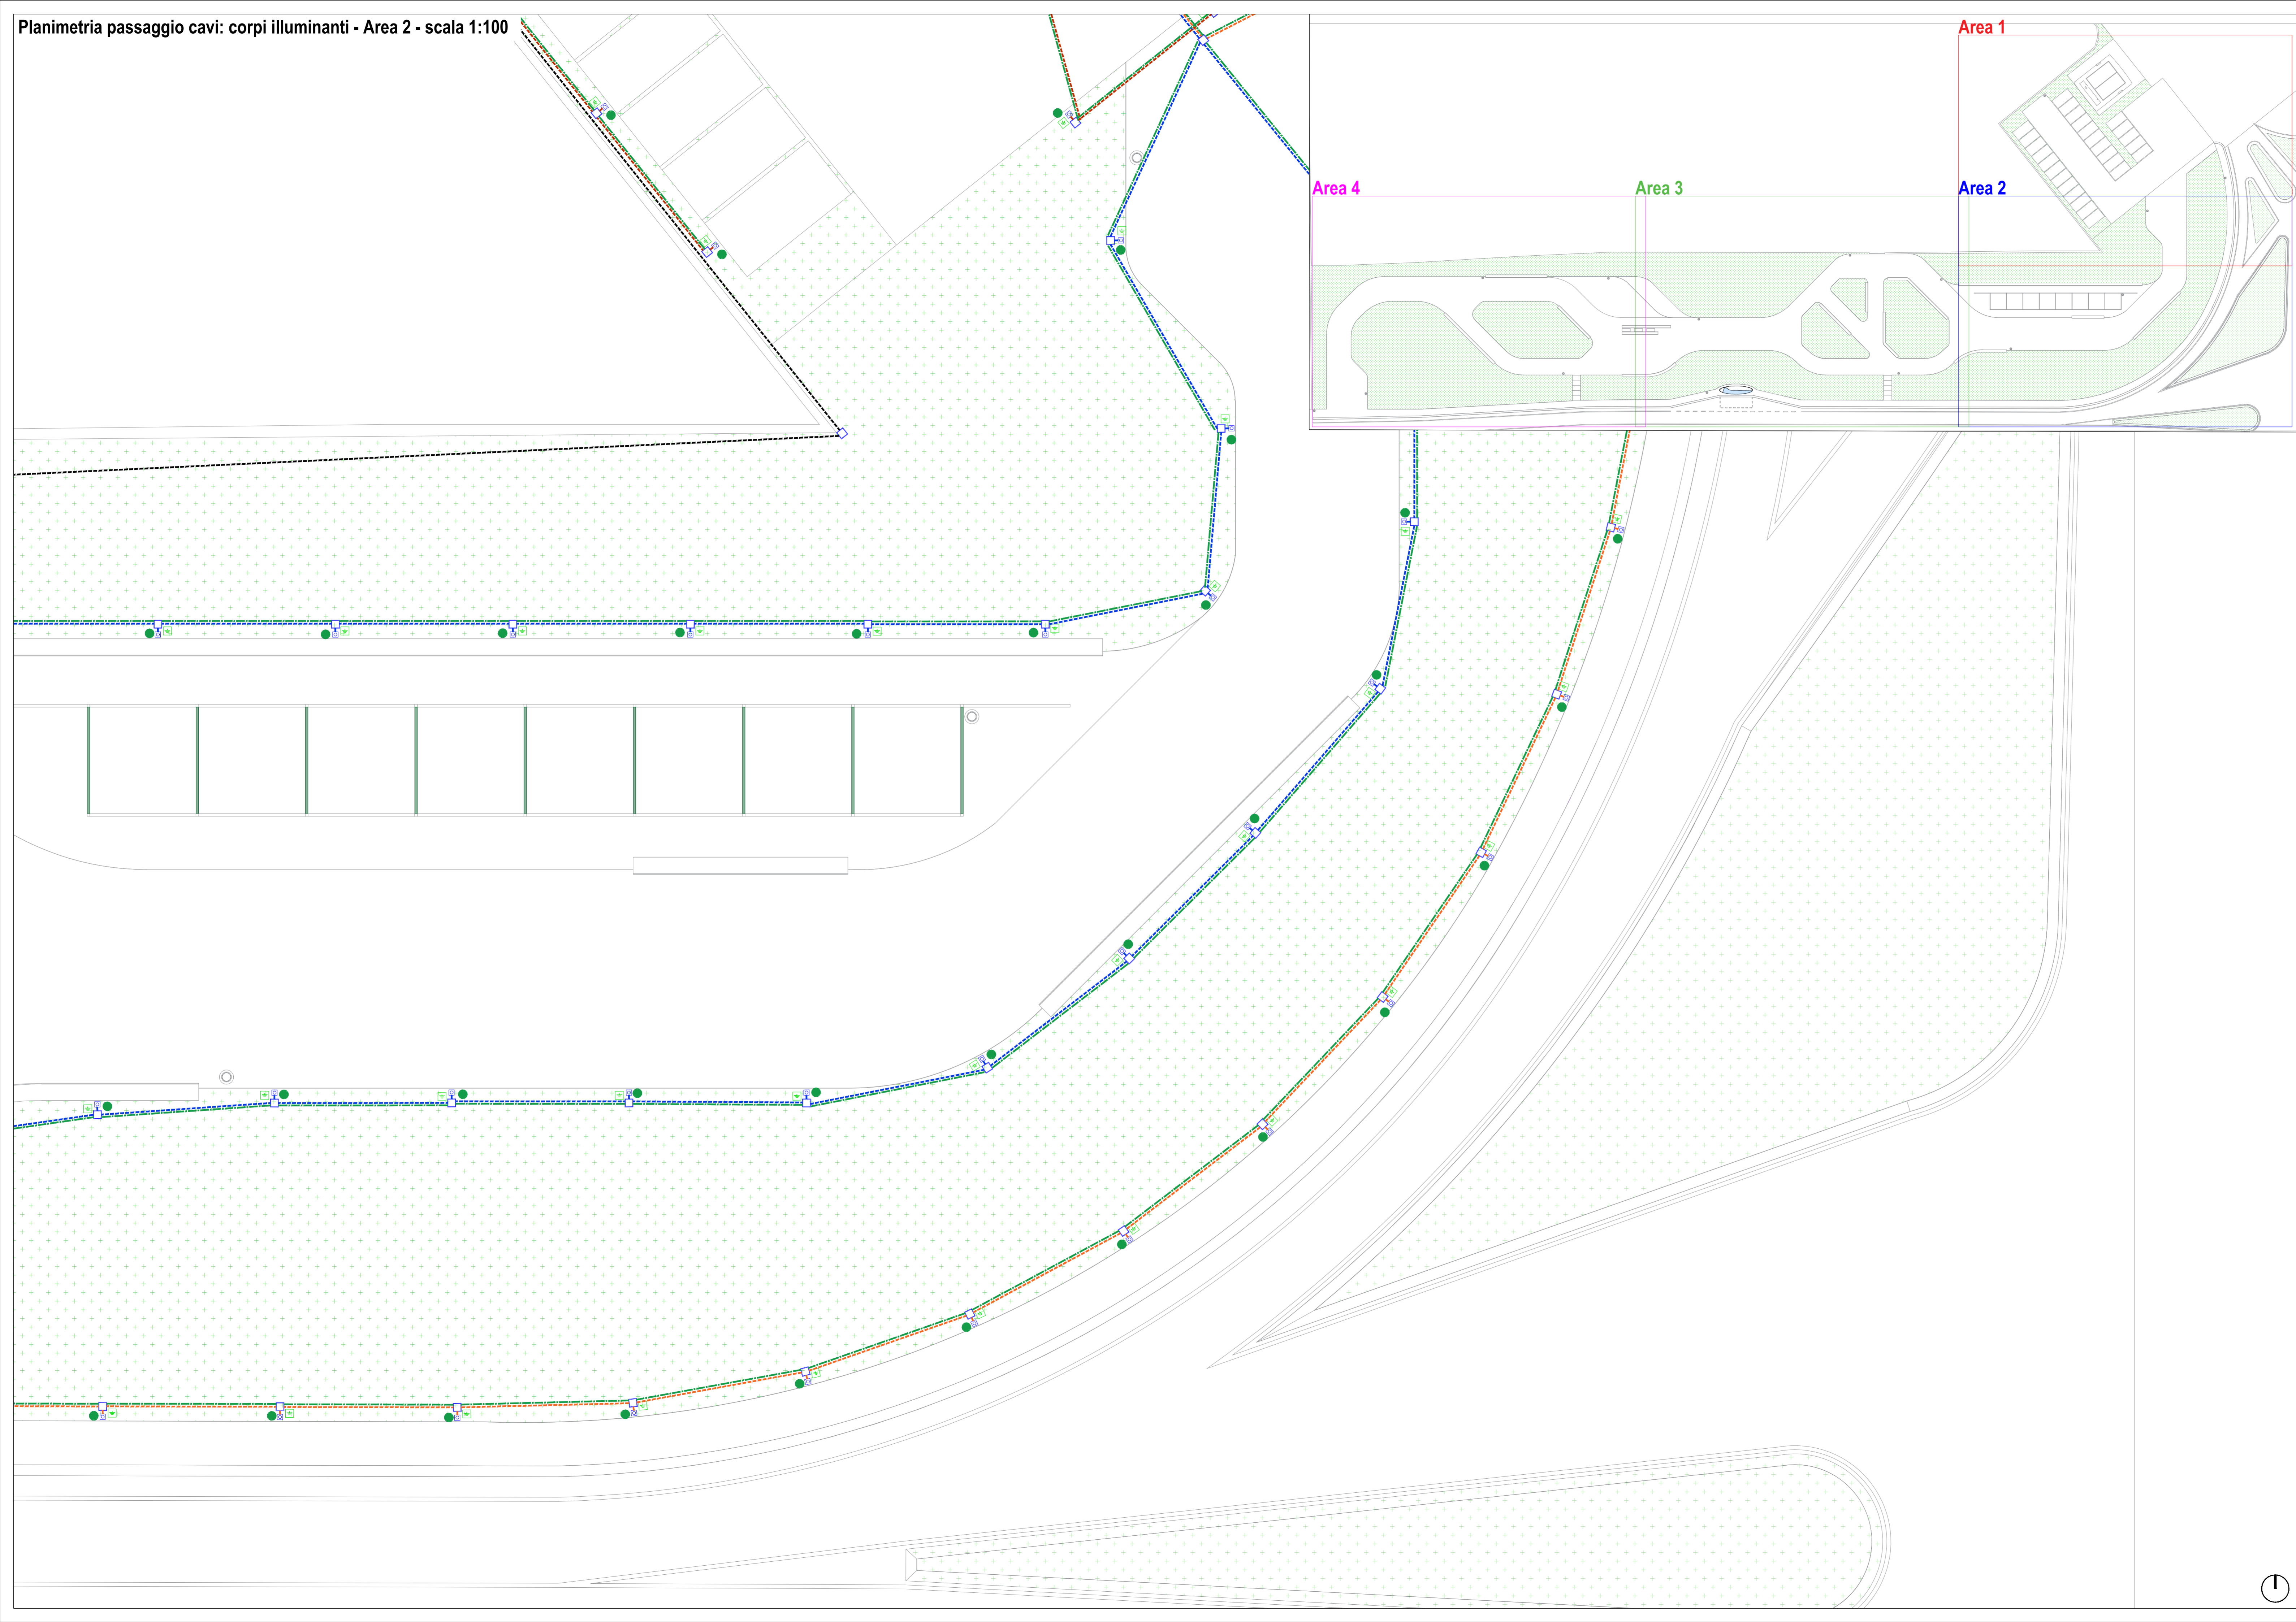 Planimetria passaggio cavi: corpi illuminanti - Area 2 - scala 1:100
Area 1
Area 4
Area 3
Area 2